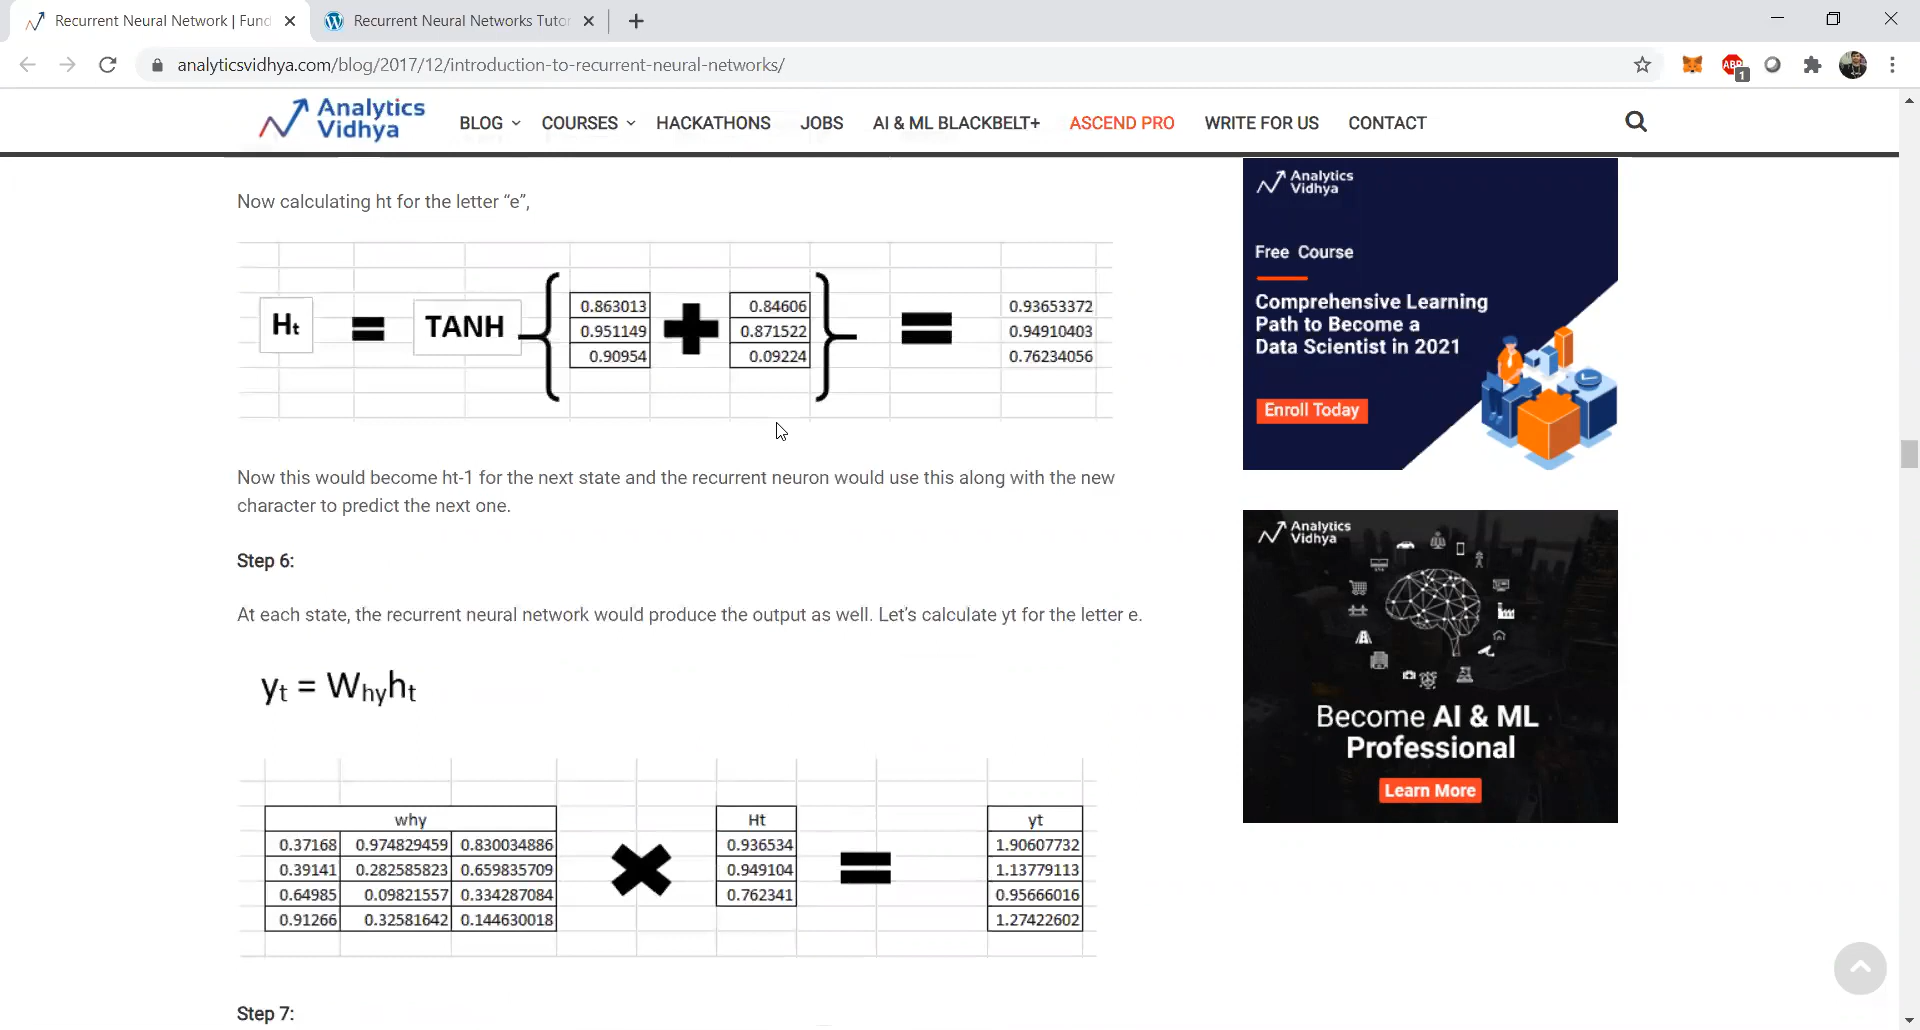 Recurrent Neural Network | Fund
Recurrent Neural Networks Tutor
analyticsvidhya.com/blog/2017/12/introduction-to-recurrent-neural-networks/
ABP
1
Analytics
Vidhya
BLOG
COURSES
HACKATHONS
JOBS
AI & ML BLACKBELT+
ASCEND PRO
WRITE FOR US
CONTACT
Now calculating ht for the letter “e”,
Ht = TANH
0.863013 0.84606 0.93653372
0.951149 0.871522 0.94910403
0.90954 0.09224 0.76234056
Now this would become ht-1 for the next state and the recurrent neuron would use this along with the new
character to predict the next one.
Step 6:
At each state, the recurrent neural network would produce the output as well. Let's calculate yt for the letter e.
yt = Whyht
why Ht yt
0.37168 0.974829459 0.830034886 0.936534 1.90607732
0.39141 0.282585823 0.659835709 0.949104 1.13779113
0.64985 0.09821557 0.334287084 0.762341 0.95666016
0.91266 0.32581642 0.144630018 1.27422602
Step 7:
Analytics
Vidhya
Free Course
Comprehensive Learning
Path to Become a
Data Scientist in 2021
Enroll Today
Analytics
Vidhya
Become AI & ML
Professional
Learn More